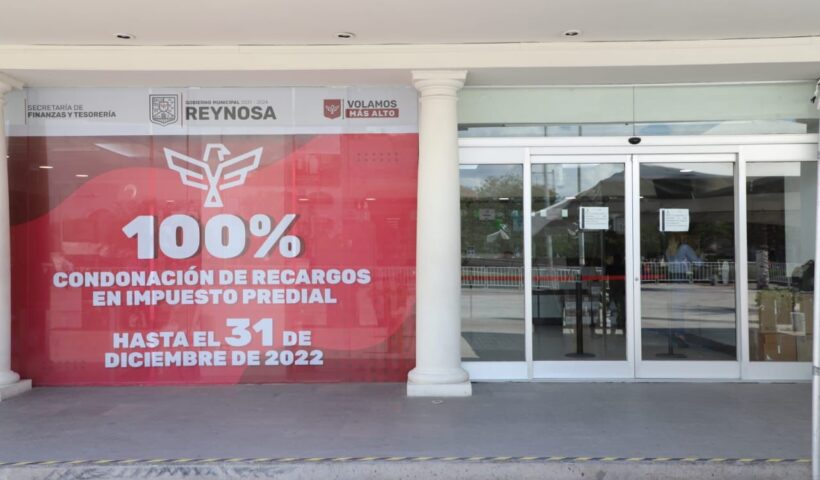 SECRETARÍA DE
FINANZAS Y TESORERÍA
GOBIERNO MUNICIPAL 2021 - 2024
REYNOSA
VOLAMOS
MÁS ALTO
100%
CONDONACIÓN DE RECARGOS
EN IMPUESTO PREDIAL
HASTA EL 31 DE
DICIEMBRE DE 2022